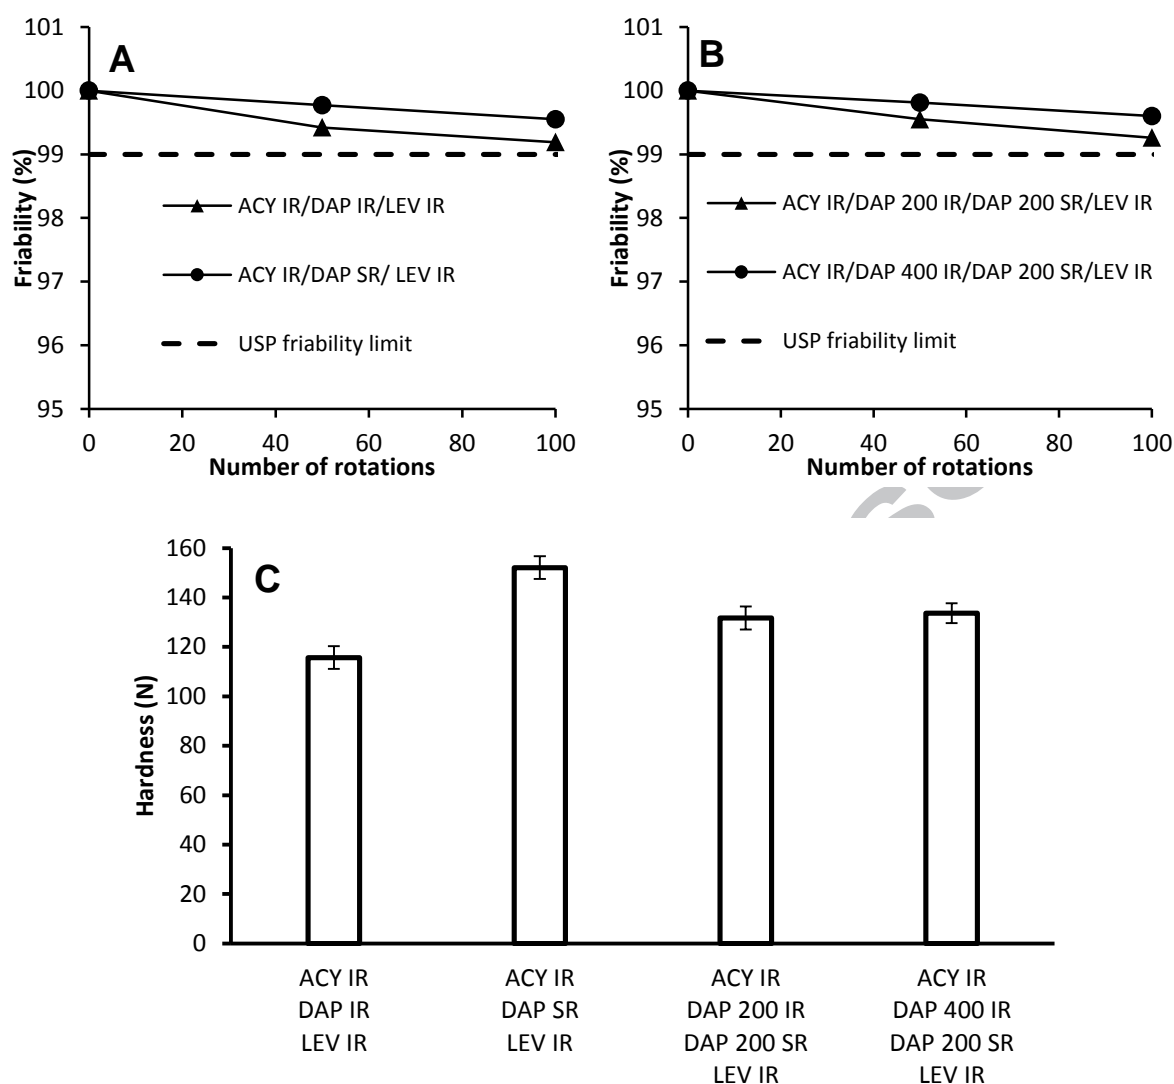 A
Friability (%)
101
100
99
98
97
96
95
ACY IR/DAP IR/LEV IR
ACY IR/DAP SR/ LEV IR
USP friability limit
0 20 40 60 80 100
Number of rotations
B
Friability (%)
101
100
99
98
97
96
95
ACY IR/DAP 200 IR/DAP 200 SR/LEV IR
ACY IR/DAP 400 IR/DAP 200 SR/LEV IR
USP friability limit
0 20 40 60 80 100
Number of rotations
C
Hardness (N)
160
140
120
100
80
60
40
20
0
ACY IR
DAP IR
LEV IR
ACY IR
DAP SR
LEV IR
ACY IR
DAP 200 IR
DAP 200 SR
LEV IR
ACY IR
DAP 400 IR
DAP 200 SR
LEV IR